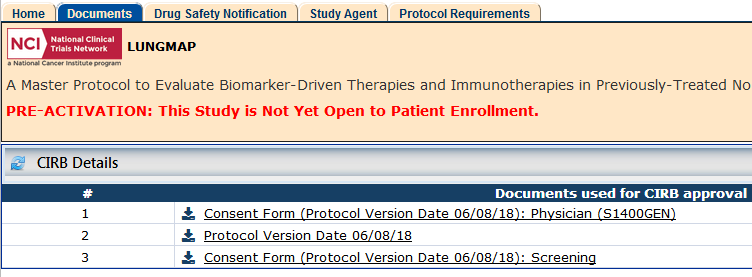 Home Documents Drug Safety Notification Study Agent Protocol Requirements
NCI National Clinical Trials Network
a National Cancer Institute program
LUNGMAP
A Master Protocol to Evaluate Biomarker-Driven Therapies and Immunotherapies in Previously-Treated No
PRE-ACTIVATION: This Study is Not Yet Open to Patient Enrollment.
CIRB Details
# Documents used for CIRB approval
1 Consent Form (Protocol Version Date 06/08/18): Physician (S1400GEN)
2 Protocol Version Date 06/08/18
3 Consent Form (Protocol Version Date 06/08/18): Screening